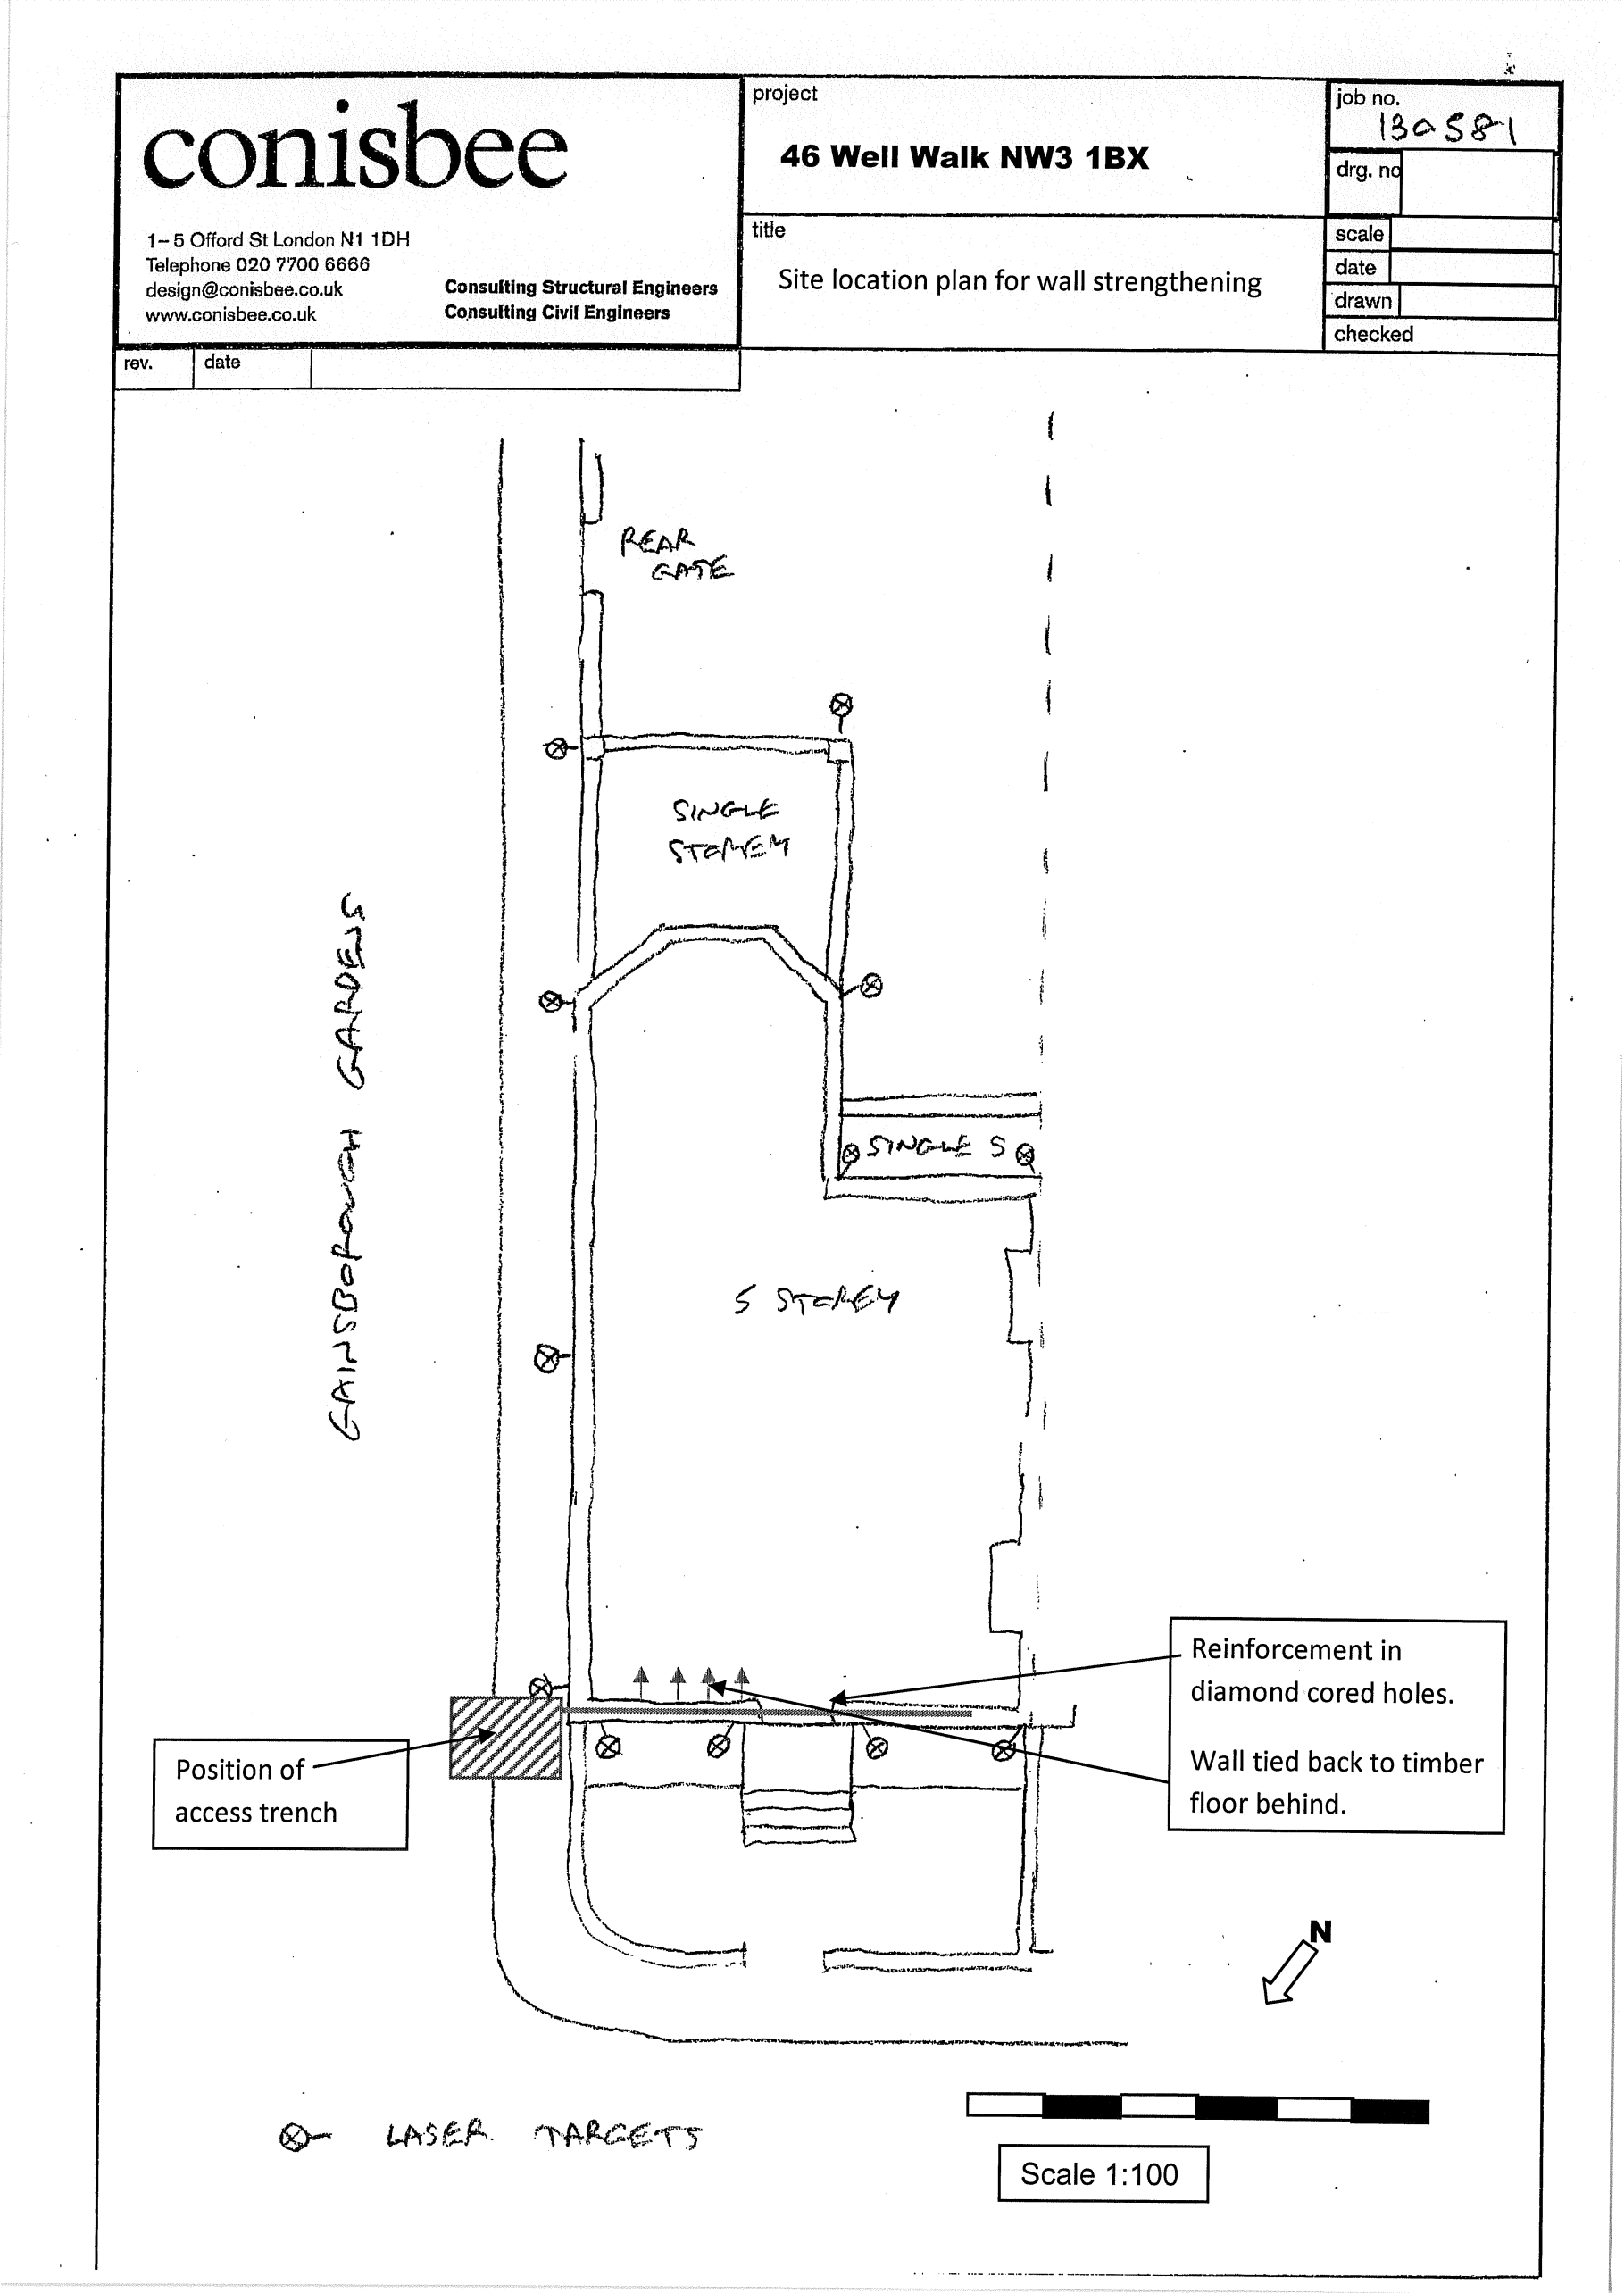 conisbee
1-5 Offord St London N1 1DH
Telephone 020 7700 6666
design@conisbee.co.uk
www.conisbee.co.uk
Consulting Structural Engineers
Consulting Civil Engineers
project
46 Well Walk NW3 1BX
title
Site location plan for wall strengthening
job no.
130581
drg. no
scale
date
drawn
checked
rev.
date
REAR
GATE
SINGLE
STOREY
GAINSBOROUGH GARDENS
SINGLE S
5 STOREY
Reinforcement in
diamond cored holes.
Wall tied back to timber
floor behind.
Position of
access trench
N
LASER TARGETS
Scale 1:100